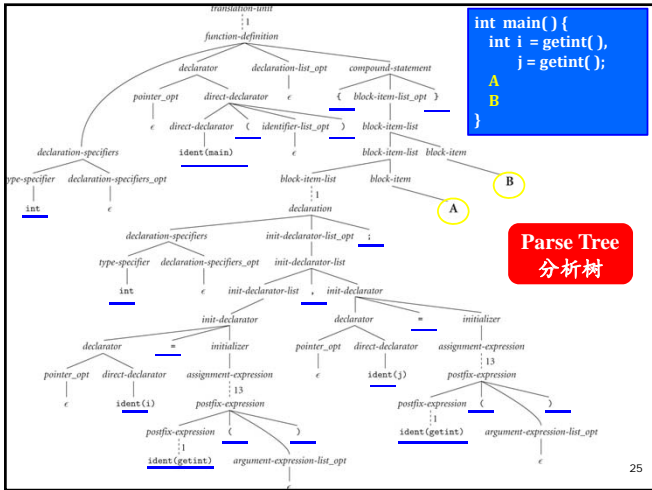 translation-unit
1
int main( ) {
function-definition
int i = getint( ),
j = getint( );
declarator declaration-list_opt compound-statement
A
pointer_opt direct-declarator ϵ { block-item-list_opt }
B
}
ϵ direct-declarator ( identifier-list_opt ) block-item-list
declaration-specifiers ident(main) ϵ block-item-list block-item
type-specifier declaration-specifiers_opt block-item-list block-item B
int ϵ 1 A
declaration
declaration-specifiers init-declarator-list_opt ;
Parse Tree
分析树
type-specifier declaration-specifiers_opt init-declarator-list
int ϵ init-declarator-list , init-declarator
init-declarator declarator = initializer
declarator = initializer pointer_opt direct-declarator assignment-expression
13
pointer_opt direct-declarator assignment-expression ϵ ident(j) postfix-expression
13
ϵ ident(i) postfix-expression postfix-expression ( )
1
postfix-expression ( ) ident(getint) argument-expression-list_opt
1
ident(getint) argument-expression-list_opt ϵ
ϵ
25